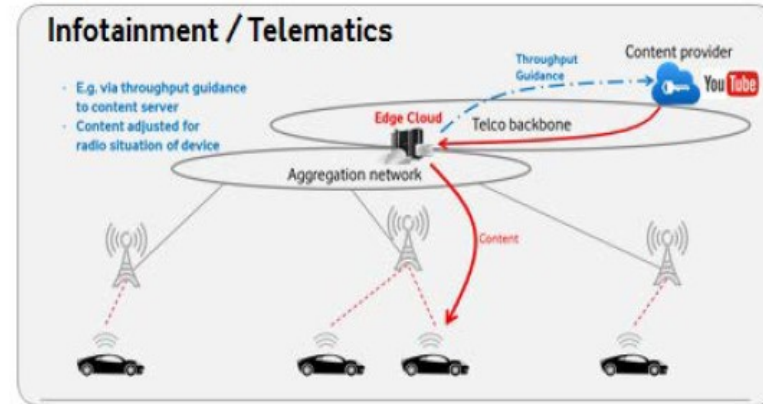 Infotainment / Telematics
· E.g. via throughput guidance
to content server
· Content adjusted for
radio situation of device
Throughput
Guidance
Content provider
YouTube
Edge Cloud
Telco backbone
Aggregation network
Content